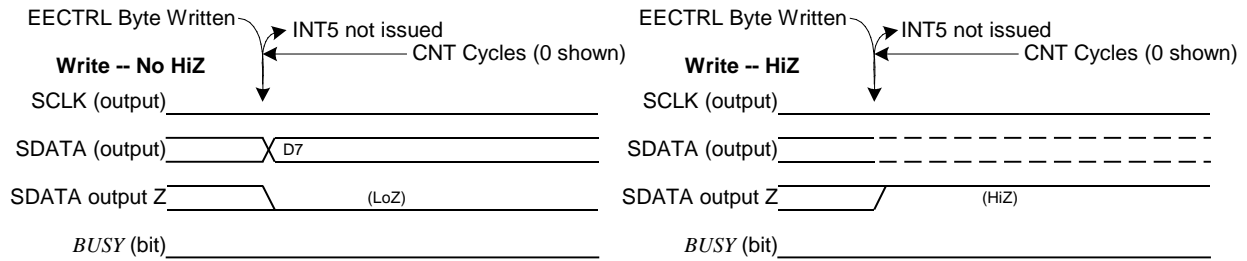 EECTRL Byte Written
INT5 not issued
CNT Cycles (0 shown)
Write -- No HiZ
SCLK (output)
SDATA (output)
D7
SDATA output Z
(LoZ)
BUSY (bit)
EECTRL Byte Written
INT5 not issued
CNT Cycles (0 shown)
Write -- HiZ
SCLK (output)
SDATA (output)
SDATA output Z
(HiZ)
BUSY (bit)